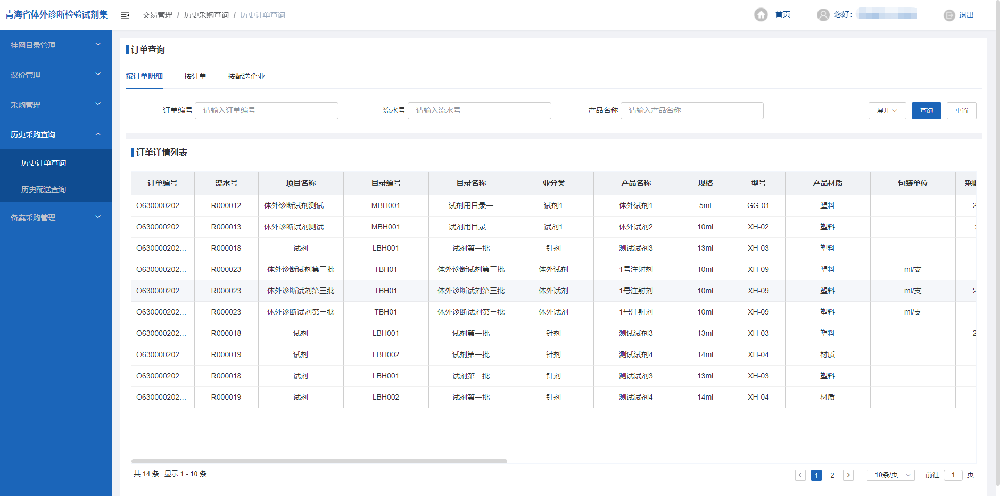 青海省体外诊断检验试剂集
交易管理 / 历史采购查询 / 历史订单查询
首页
您好：
退出
挂网目录管理
议价管理
采购管理
历史采购查询
历史订单查询
历史配送查询
备案采购管理
订单查询
按订单明细 按订单 按配送企业
订单编号 请输入订单编号 流水号 请输入流水号 产品名称 请输入产品名称 展开 查询 重置
订单详情列表
订单编号 流水号 项目名称 目录编号 目录名称 亚分类 产品名称 规格 型号 产品材质 包装单位 采购
O630000202... R000012 体外诊断试剂测试... MBH001 试剂用目录一 试剂1 体外试剂1 5ml GG-01 塑料 2
O630000202... R000013 体外诊断试剂测试... MBH001 试剂用目录一 试剂1 体外试剂2 10ml XH-02 塑料 2
O630000202... R000018 试剂 LBH001 试剂第一批 针剂 测试试剂3 13ml XH-03 塑料
O630000202... R000023 体外诊断试剂第三批 TBH01 体外诊断试剂第三批 体外试剂 1号注射剂 10ml XH-09 塑料 ml/支
O630000202... R000023 体外诊断试剂第三批 TBH01 体外诊断试剂第三批 体外试剂 1号注射剂 10ml XH-09 塑料 ml/支 2
O630000202... R000023 体外诊断试剂第三批 TBH01 体外诊断试剂第三批 体外试剂 1号注射剂 10ml XH-09 塑料 ml/支
O630000202... R000018 试剂 LBH001 试剂第一批 针剂 测试试剂3 13ml XH-03 塑料 2
O630000202... R000019 试剂 LBH002 试剂第一批 针剂 测试试剂4 14ml XH-04 材质
O630000202... R000018 试剂 LBH001 试剂第一批 针剂 测试试剂3 13ml XH-03 塑料
O630000202... R000019 试剂 LBH002 试剂第一批 针剂 测试试剂4 14ml XH-04 材质
共 14 条 显示 1 - 10 条
1 2 10条/页 前往 1 页